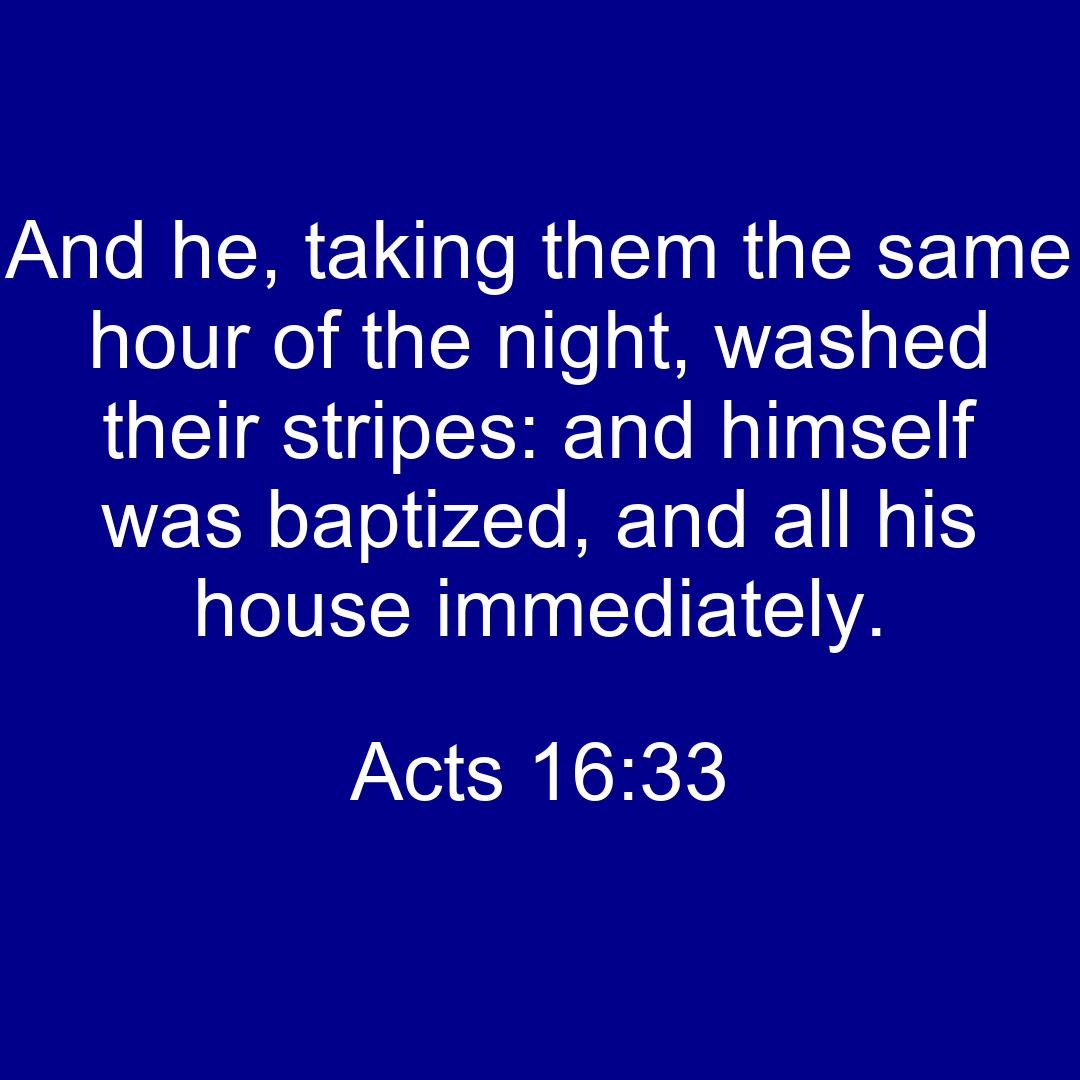 And he, taking them the same
hour of the night, washed
their stripes: and himself
was baptized, and all his
house immediately.
Acts 16:33